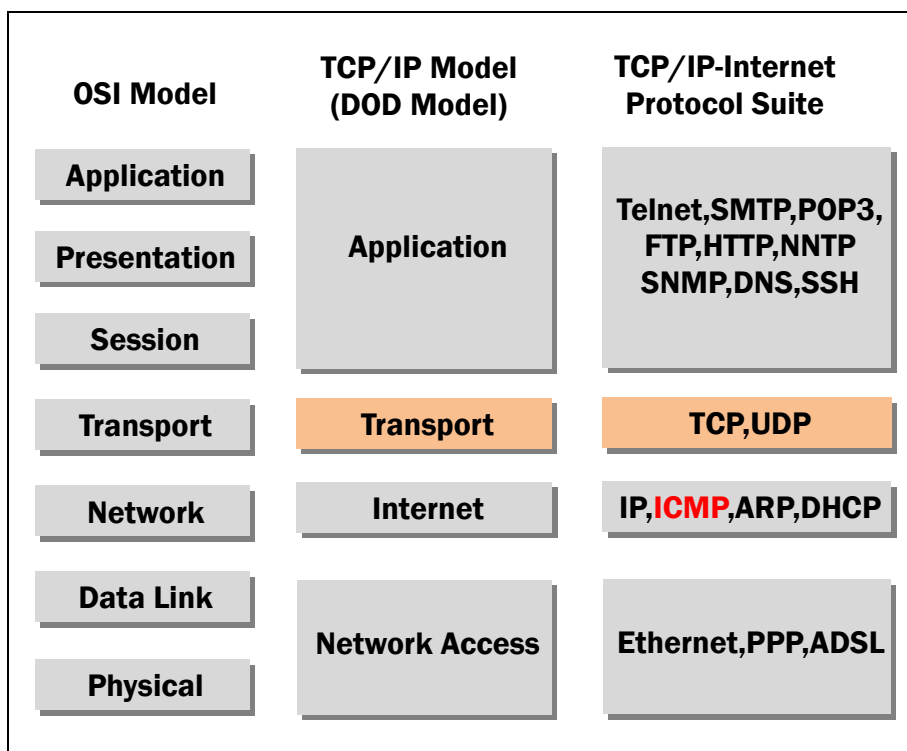 OSI Model
TCP/IP Model
(DOD Model)
TCP/IP-Internet
Protocol Suite
Application
Presentation
Session
Transport
Network
Data Link
Physical
Application
Transport
Internet
Network Access
Telnet,SMTP,POP3,
FTP,HTTP,NNTP
SNMP,DNS,SSH
TCP,UDP
IP,ICMP,ARP,DHCP
Ethernet,PPP,ADSL